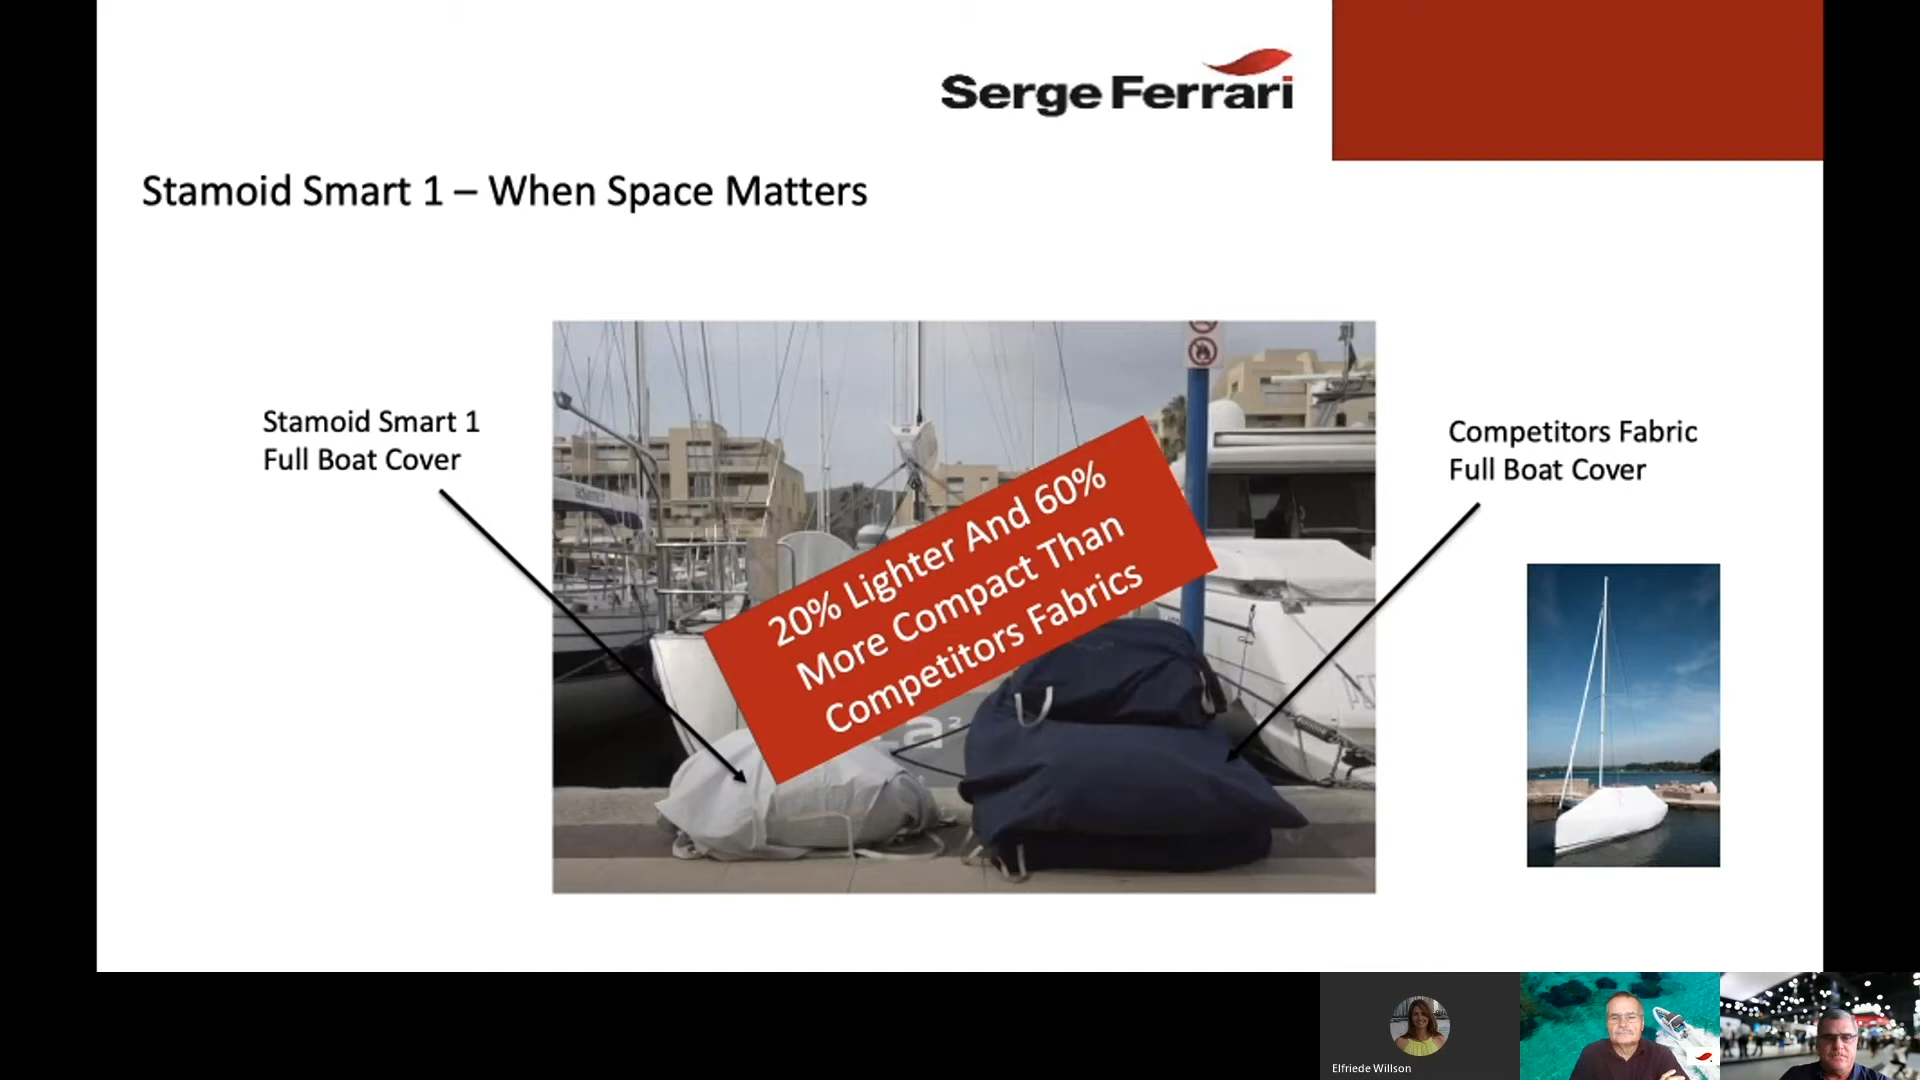 Serge Ferrari
Stamoid Smart 1 – When Space Matters
Stamoid Smart 1
Full Boat Cover
Competitors Fabric
Full Boat Cover
20% Lighter And 60%
More Compact Than
Competitors Fabrics
Elfriede Willson